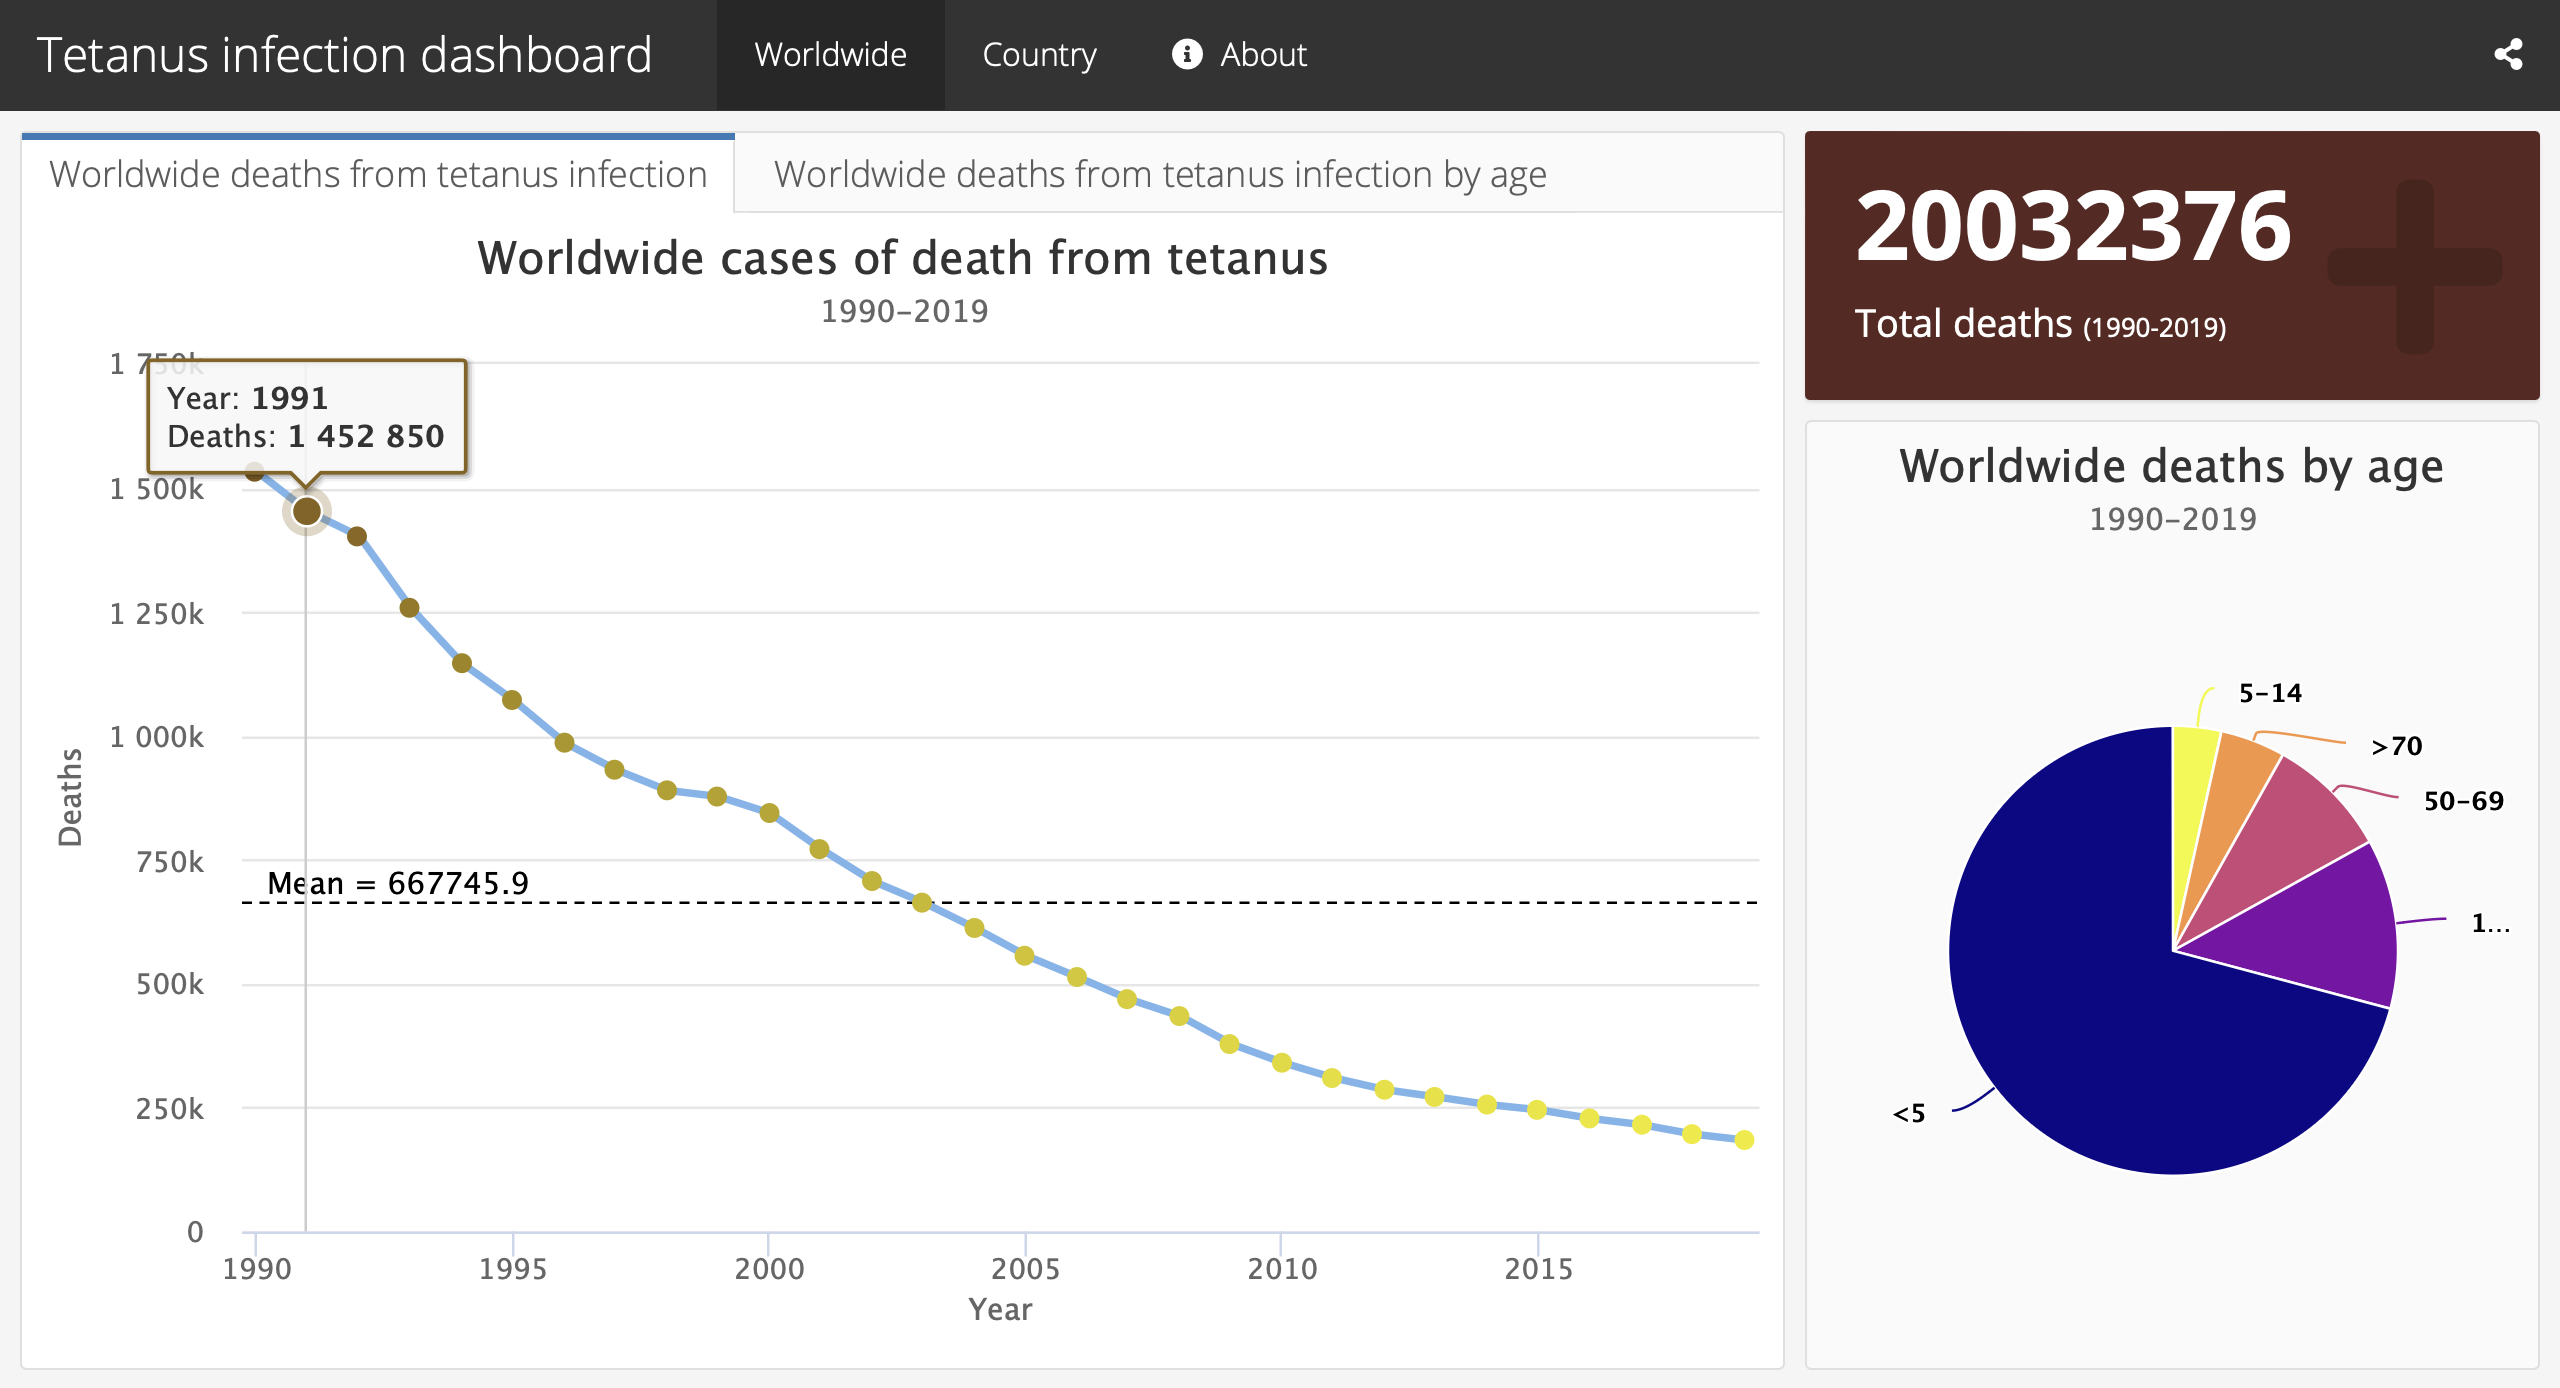 Tetanus infection dashboard
Worldwide
Country
About
Worldwide deaths from tetanus infection
Worldwide deaths from tetanus infection by age
Worldwide cases of death from tetanus
1990-2019
1 750k
Year: 1991
Deaths: 1 452 850
1 500k
1 250k
1 000k
750k
500k
250k
0
Deaths
Mean = 667745.9
1990
1995
2000
2005
2010
2015
Year
20032376
Total deaths (1990-2019)
Worldwide deaths by age
1990-2019
5-14
>70
50-69
1...
<5